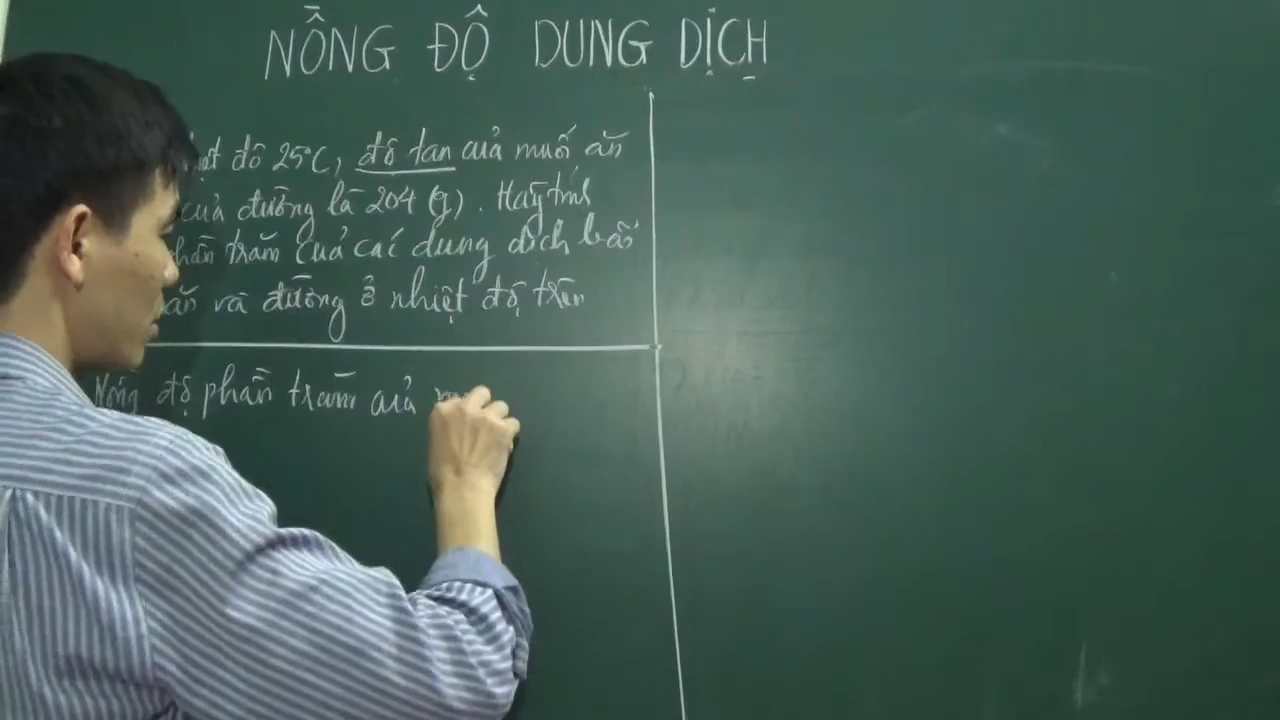 NỒNG ĐỘ DUNG DỊCH
độ 25°C, độ tan của muối ăn
của đường là 204 (g). Hãy tính
phần trăm của các dung dịch bão
ăn và đường ở nhiệt độ trên
Nồng độ phần trăm của